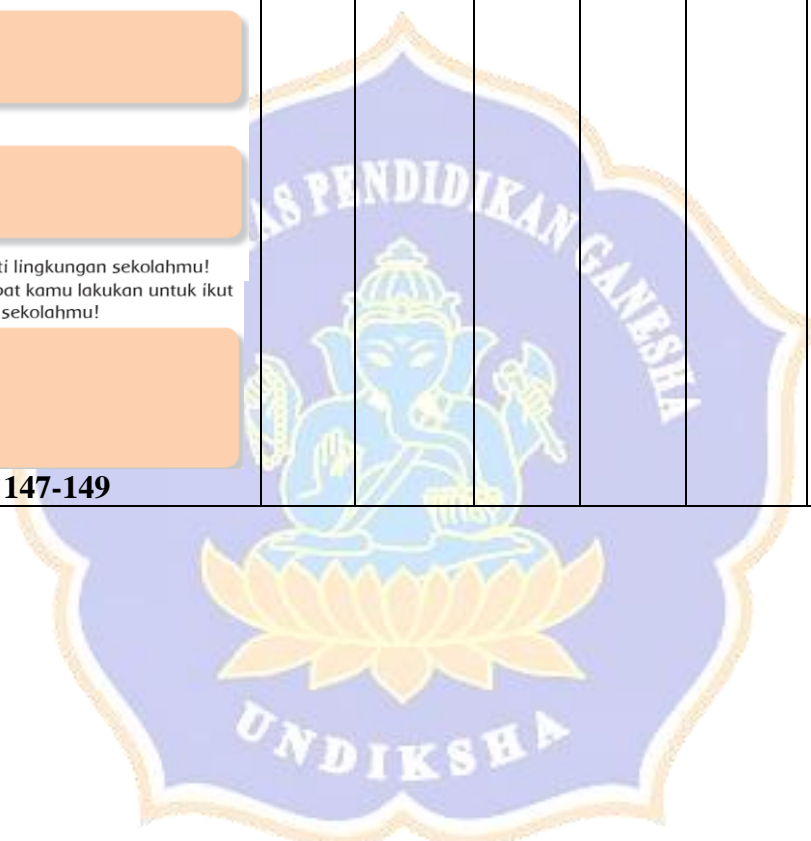 AS PENDIDIKAN GANESHA
ti lingkungan sekolahmu!
pat kamu lakukan untuk ikut
sekolahmu!
147-149
UNDIKSHA